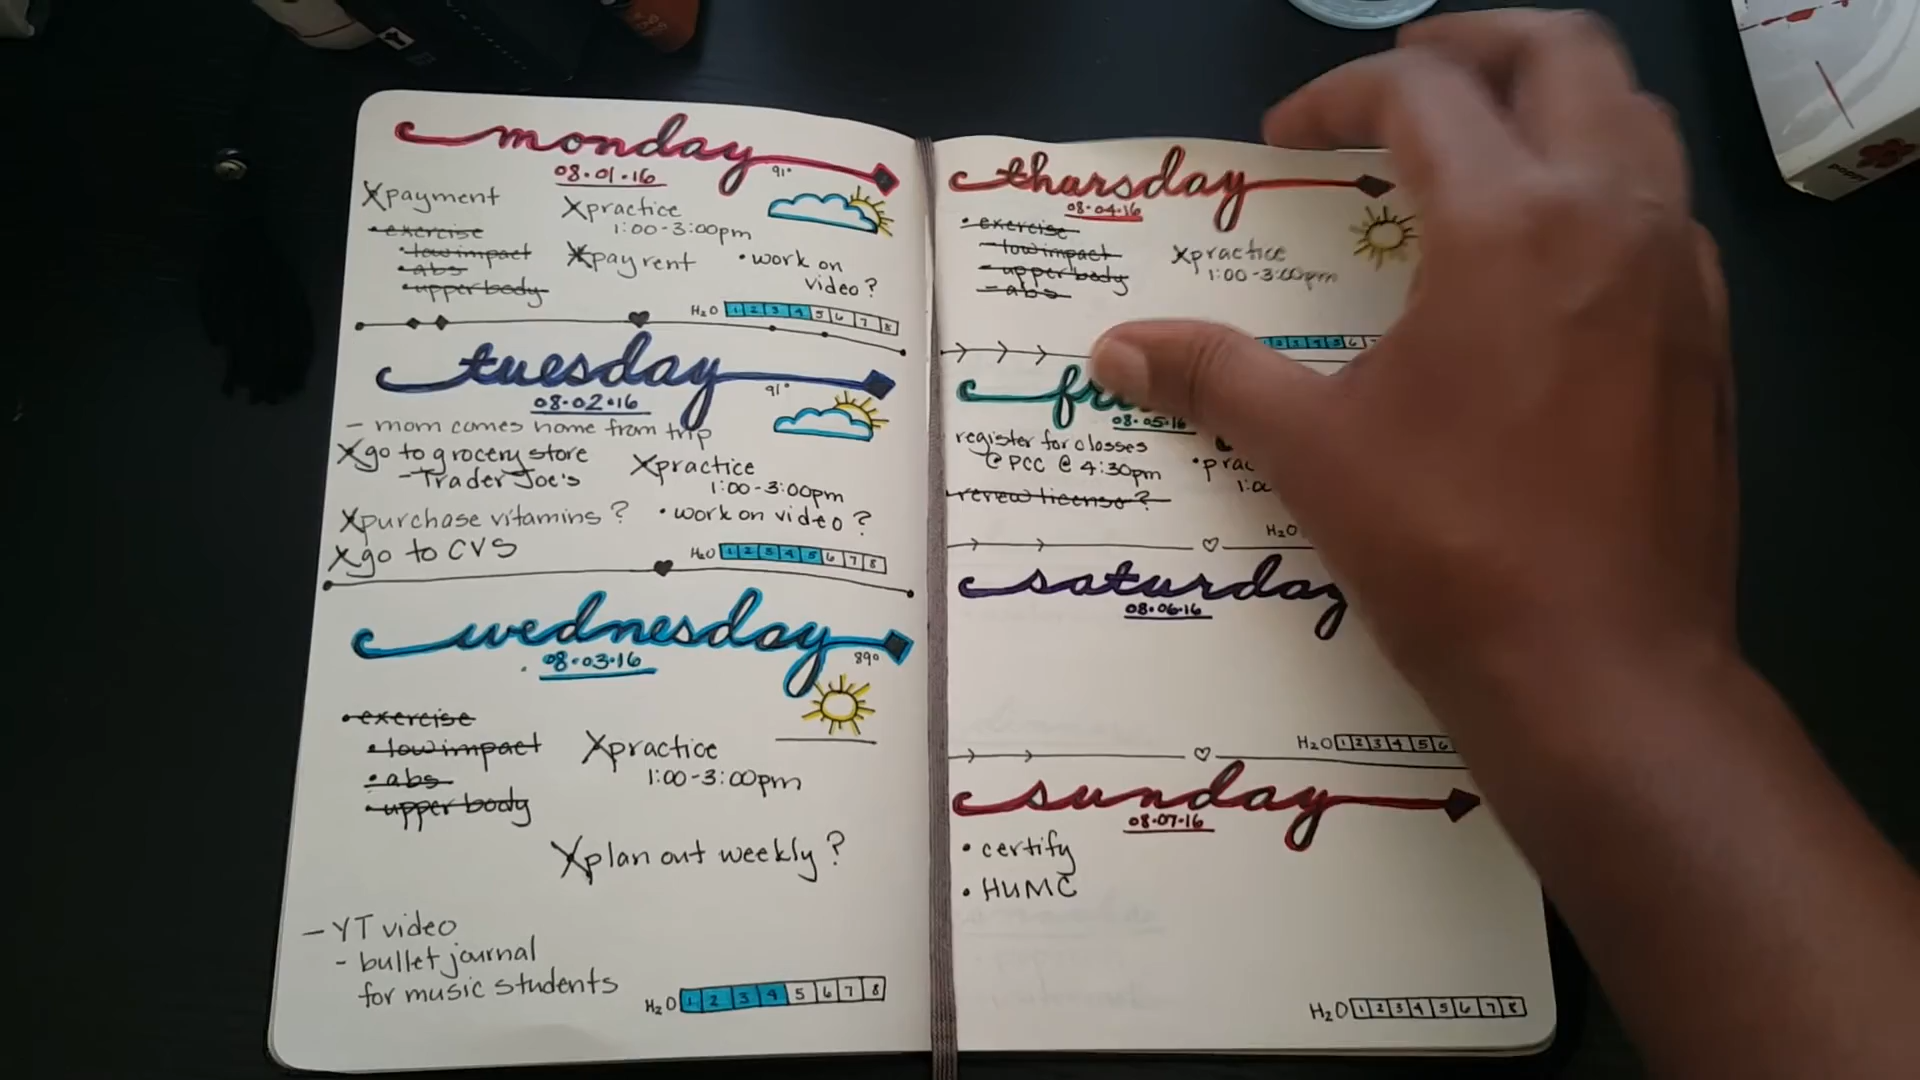 monday
08.01.16
91°
Xpayment
•exercise
•low impact
•abs
•upper body
Xpractice
1:00-3:00pm
Xpay rent
•work on
video?
H2O 1 2 3 4 5 6 7 8
tuesday
08.02.16
91°
- mom comes home from trip
Xgo to grocery store
-Trader Joe's
Xpurchase vitamins?
Xgo to CVS
Xpractice
1:00-3:00pm
•work on video?
H2O 1 2 3 4 5 6 7 8
wednesday
08.03.16
89°
•exercise
•low impact
•abs
•upper body
Xpractice
1:00-3:00pm
Xplan out weekly?
- YT video
- bullet journal
for music students
H2O 1 2 3 4 5 6 7 8
thursday
08.04.16
•exercise
- low impact
- upper body
- abs
Xpractice
1:00-3:00pm
2 3 4 5 6
08.05.16
register for classes
@ PCC @ 4:30pm
renew license?
H2O
saturday
08.06.16
H2O 1 2 3 4 5 6
sunday
08.07.16
• certify
• HUMC
H2O 1 2 3 4 5 6 7 8
poppy